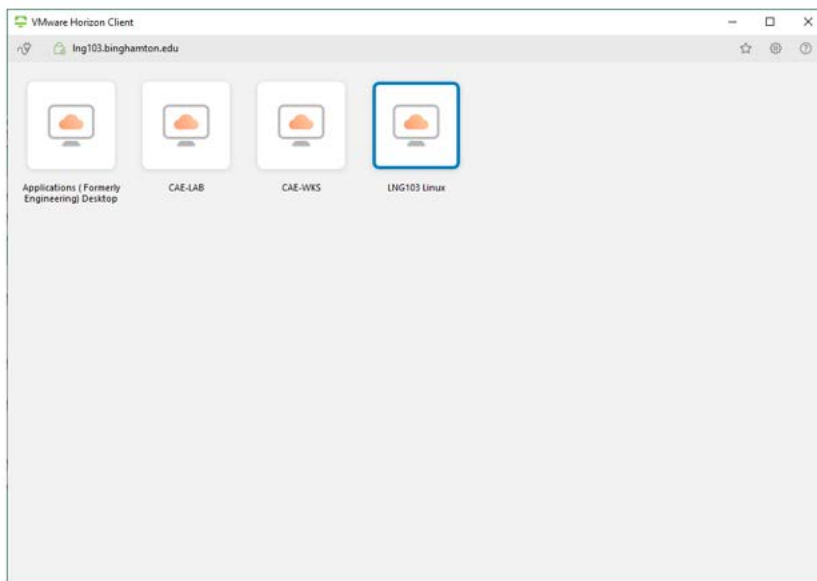 VMware Horizon Client
lng103.binghamton.edu
Applications ( Formerly
Engineering) Desktop
CAE-LAB
CAE-WKS
LNG103 Linux